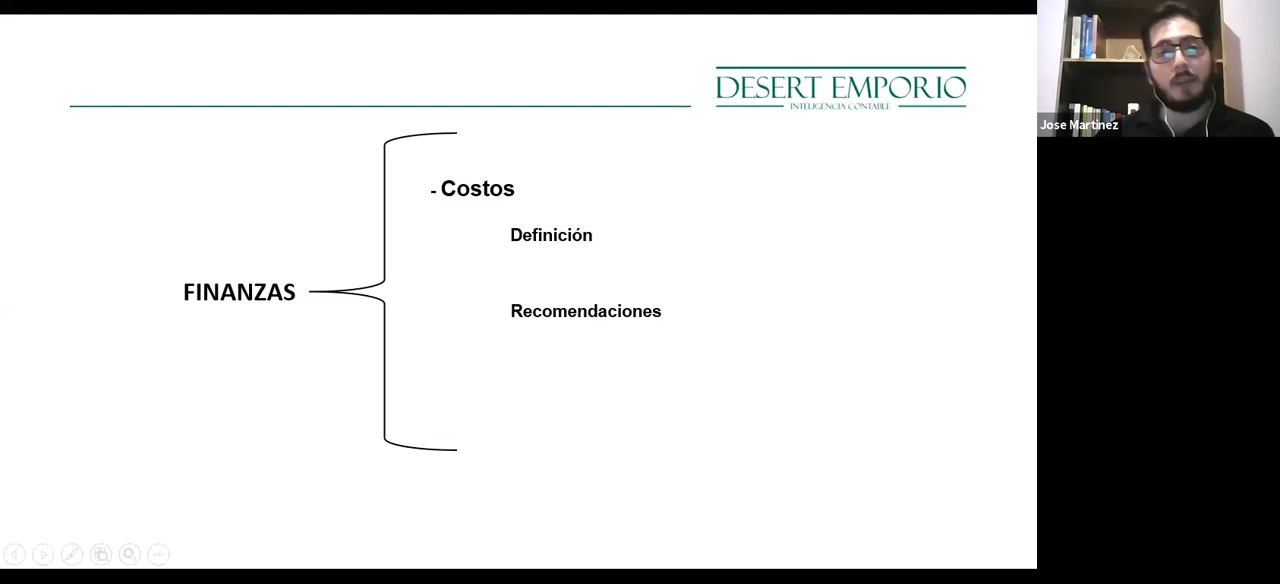 DESERT EMPORIO
INTELIGENCIA CONTABLE
Jose Martinez
- Costos
Definición
FINANZAS
Recomendaciones